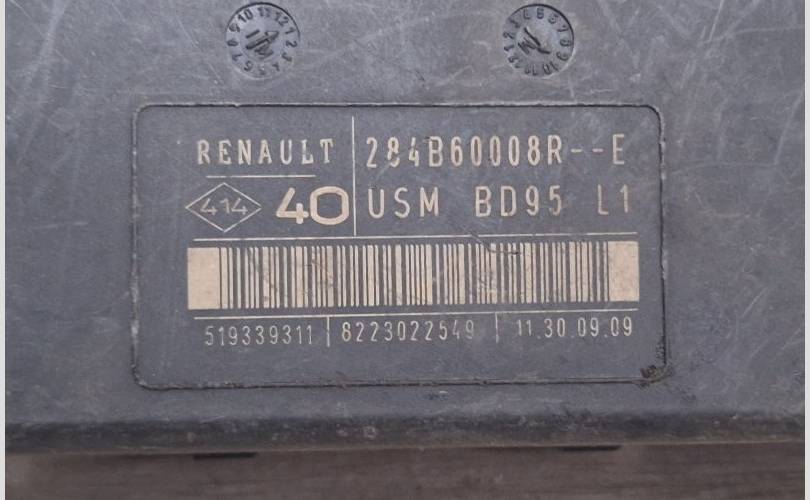 RENAULT
284B60008R--E
414
40
USM BD95 L1
519339311 8223022549 11.30.09.09